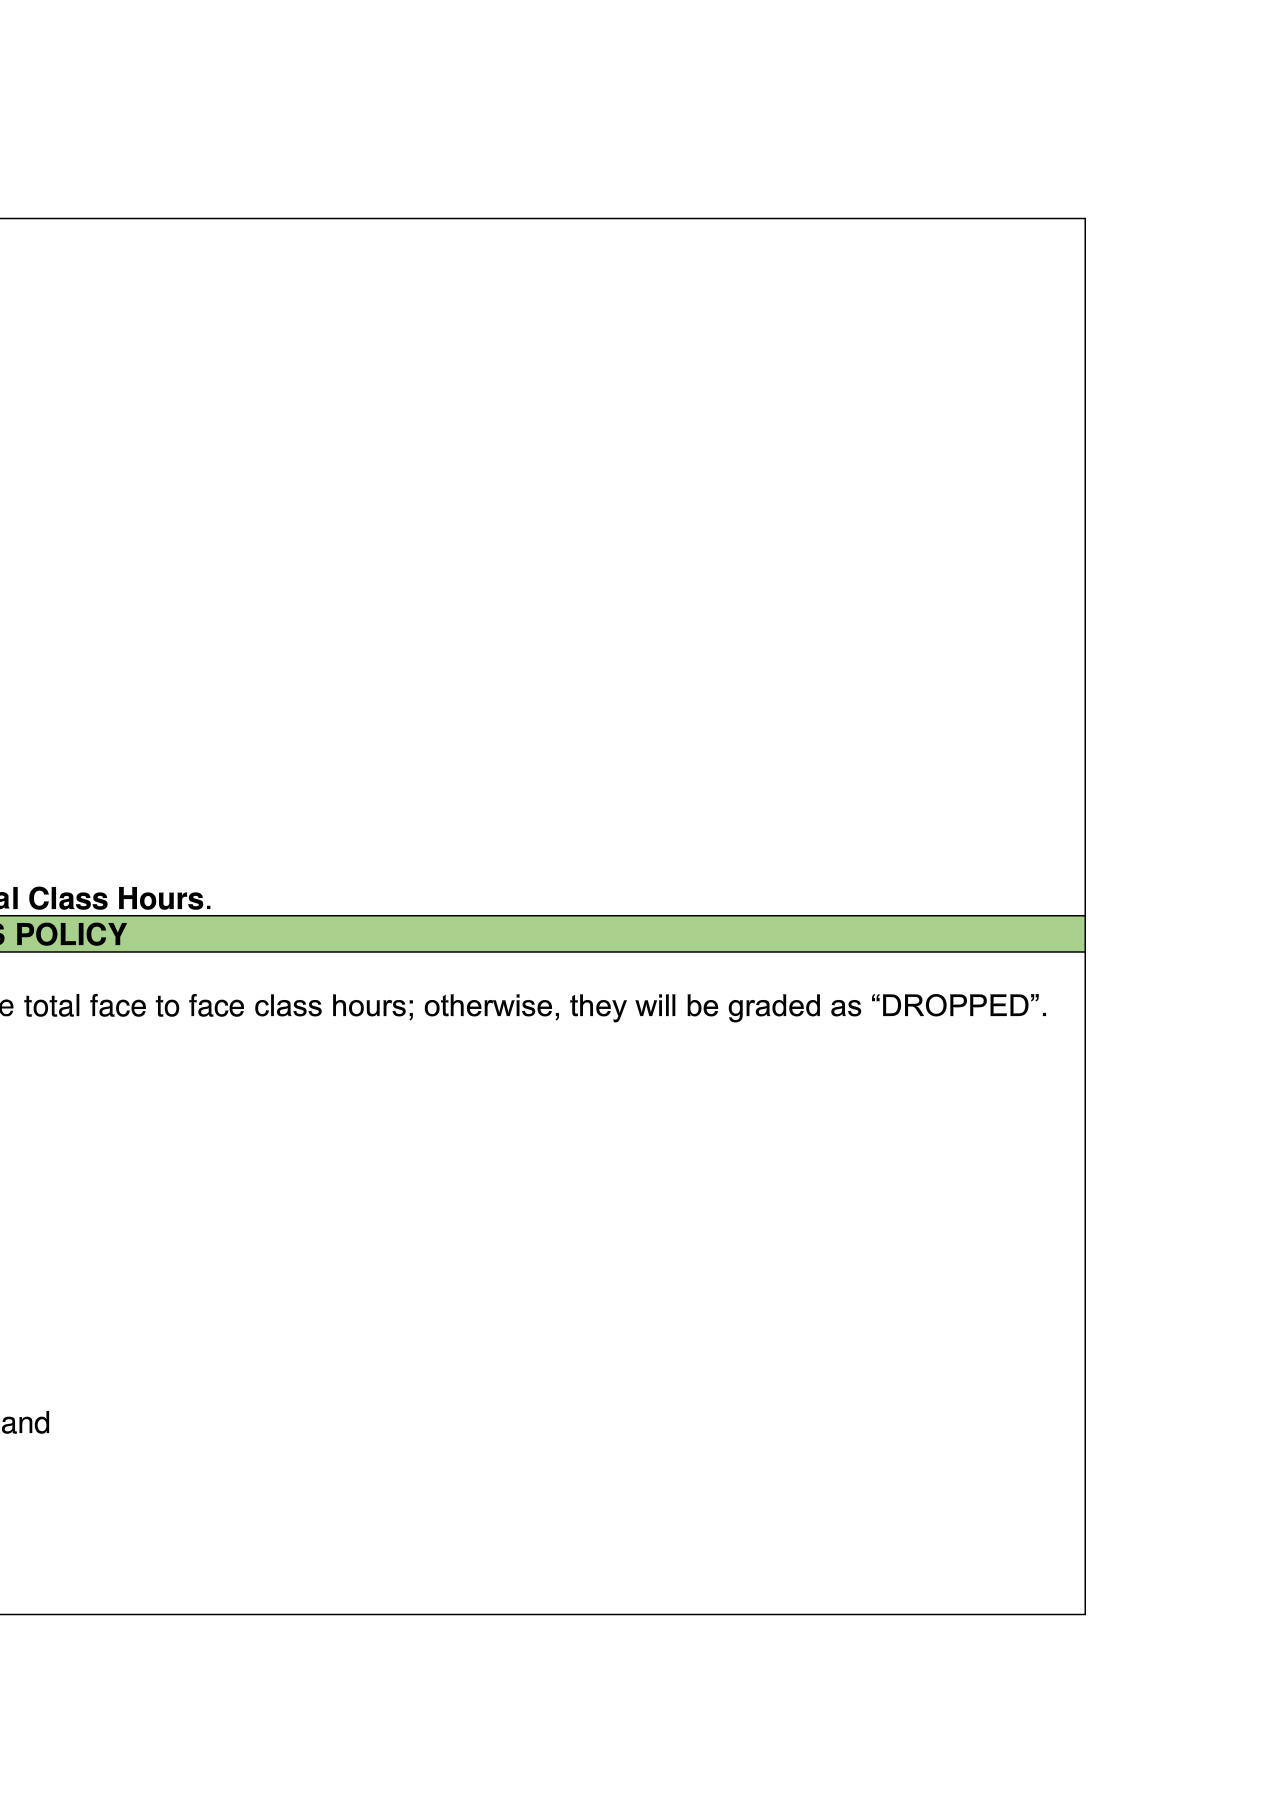 al Class Hours.
S POLICY
e total face to face class hours; otherwise, they will be graded as “DROPPED”.
and